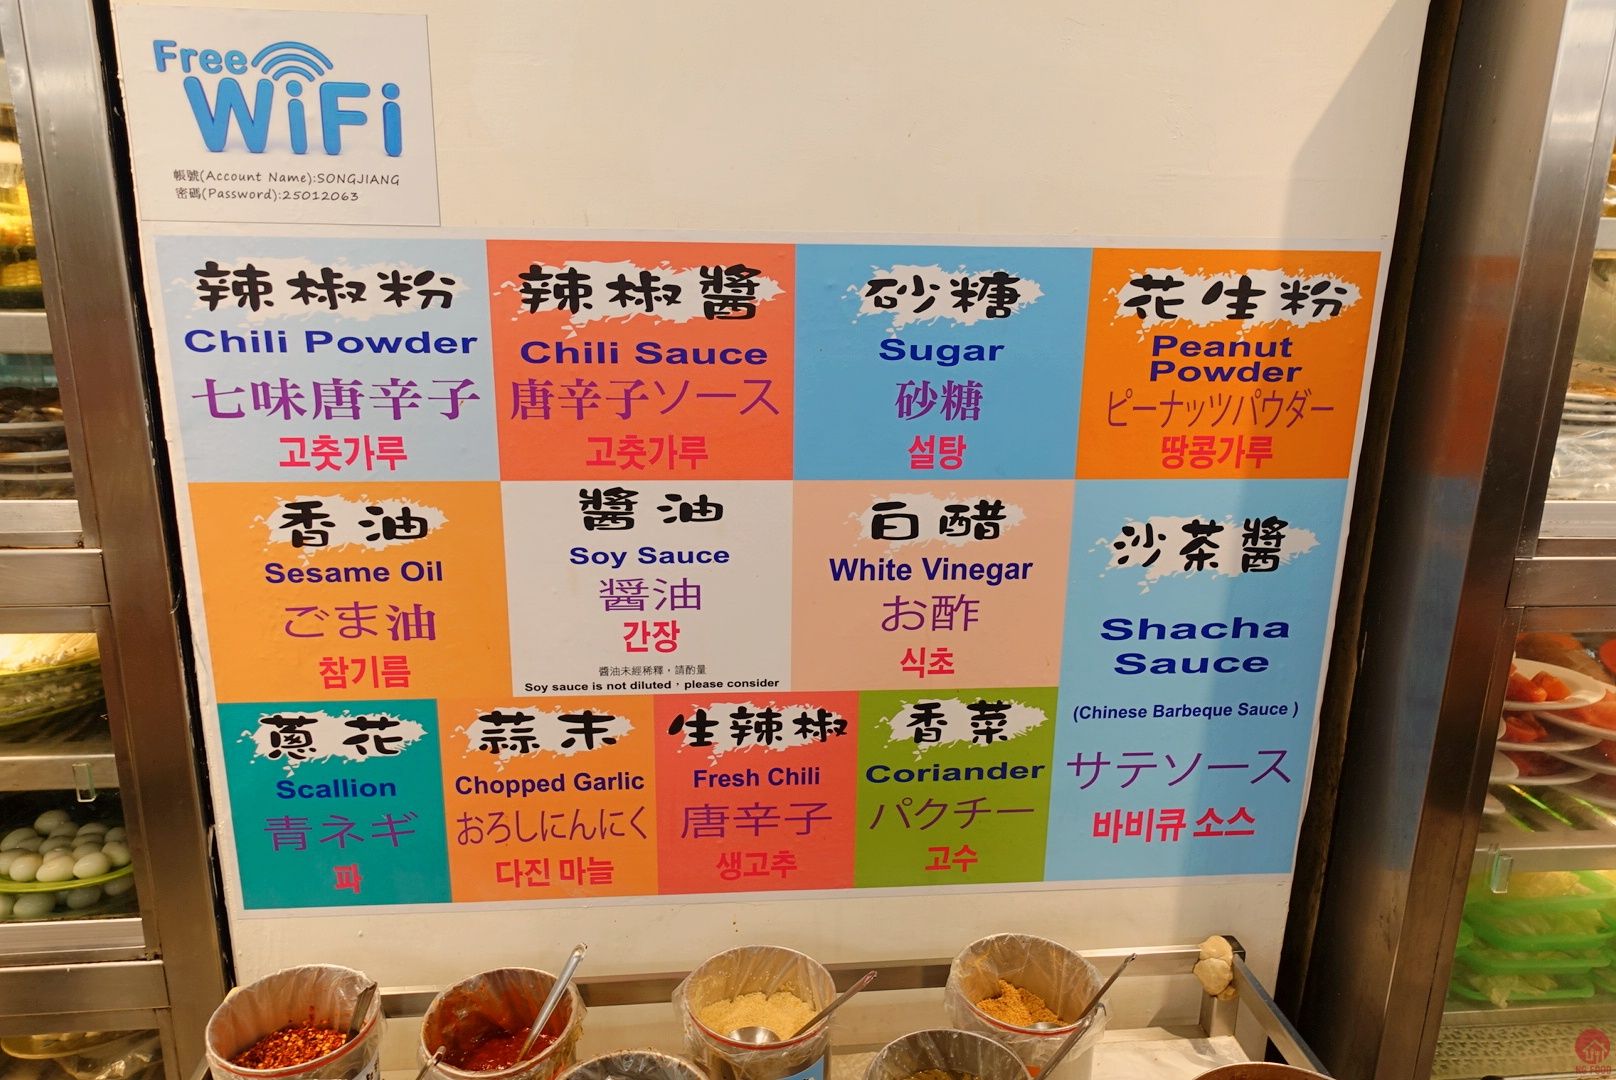 Free
WiFi
帳號(Account Name):SONGJIANG
密碼(Password):25012063
辣椒粉
Chili Powder
七味唐辛子
고춧가루
辣椒醬
Chili Sauce
唐辛子ソース
고춧가루
砂糖
Sugar
砂糖
설탕
花生粉
Peanut
Powder
ピーナッツパウダー
땅콩가루
香油
Sesame Oil
ごま油
참기름
醬油
Soy Sauce
醤油
간장
醬油未經稀釋，請酌量
Soy sauce is not diluted，please consider
白醋
White Vinegar
お酢
식초
沙茶醬
Shacha
Sauce
(Chinese Barbeque Sauce )
サテソース
바비큐 소스
蔥花
Scallion
青ネギ
파
蒜末
Chopped Garlic
おろしにんにく
다진 마늘
生辣椒
Fresh Chili
唐辛子
생고추
香菜
Coriander
パクチー
고수